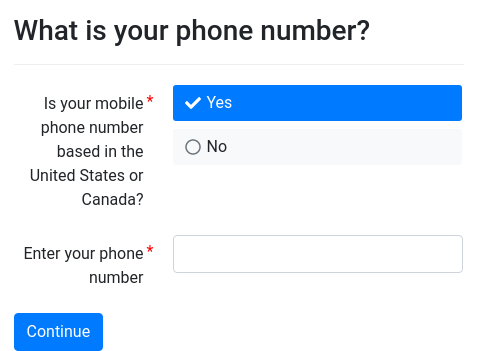 What is your phone number?
Is your mobile *
phone number
based in the
United States or
Canada?
Yes
No
Enter your phone *
number
Continue